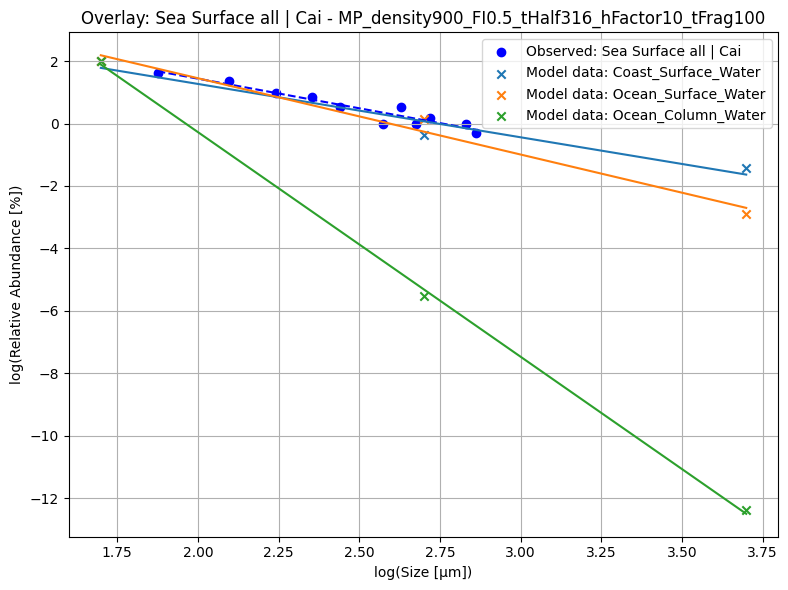 Overlay: Sea Surface all | Cai - MP_density900_FI0.5_tHalf316_hFactor10_tFrag100
Observed: Sea Surface all | Cai
Model data: Coast_Surface_Water
Model data: Ocean_Surface_Water
Model data: Ocean_Column_Water
log(Relative Abundance [%])
2
0
−2
−4
−6
−8
−10
−12
1.75 2.00 2.25 2.50 2.75 3.00 3.25 3.50 3.75
log(Size [µm])